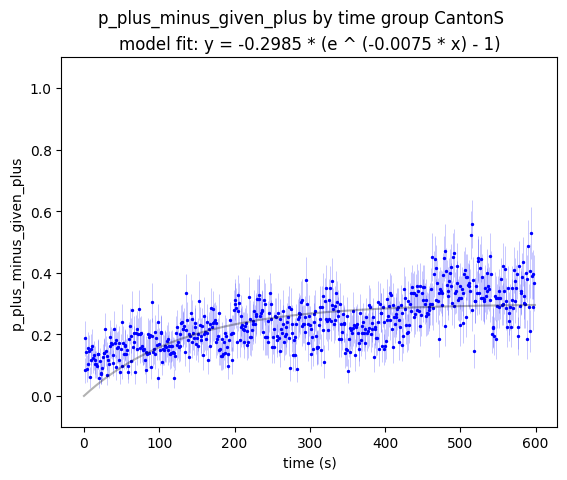 p_plus_minus_given_plus by time group CantonS
model fit: y = -0.2985 * (e ^ (-0.0075 * x) - 1)
1.0
0.8
0.6
0.4
0.2
0.0
p_plus_minus_given_plus
0 100 200 300 400 500 600
time (s)